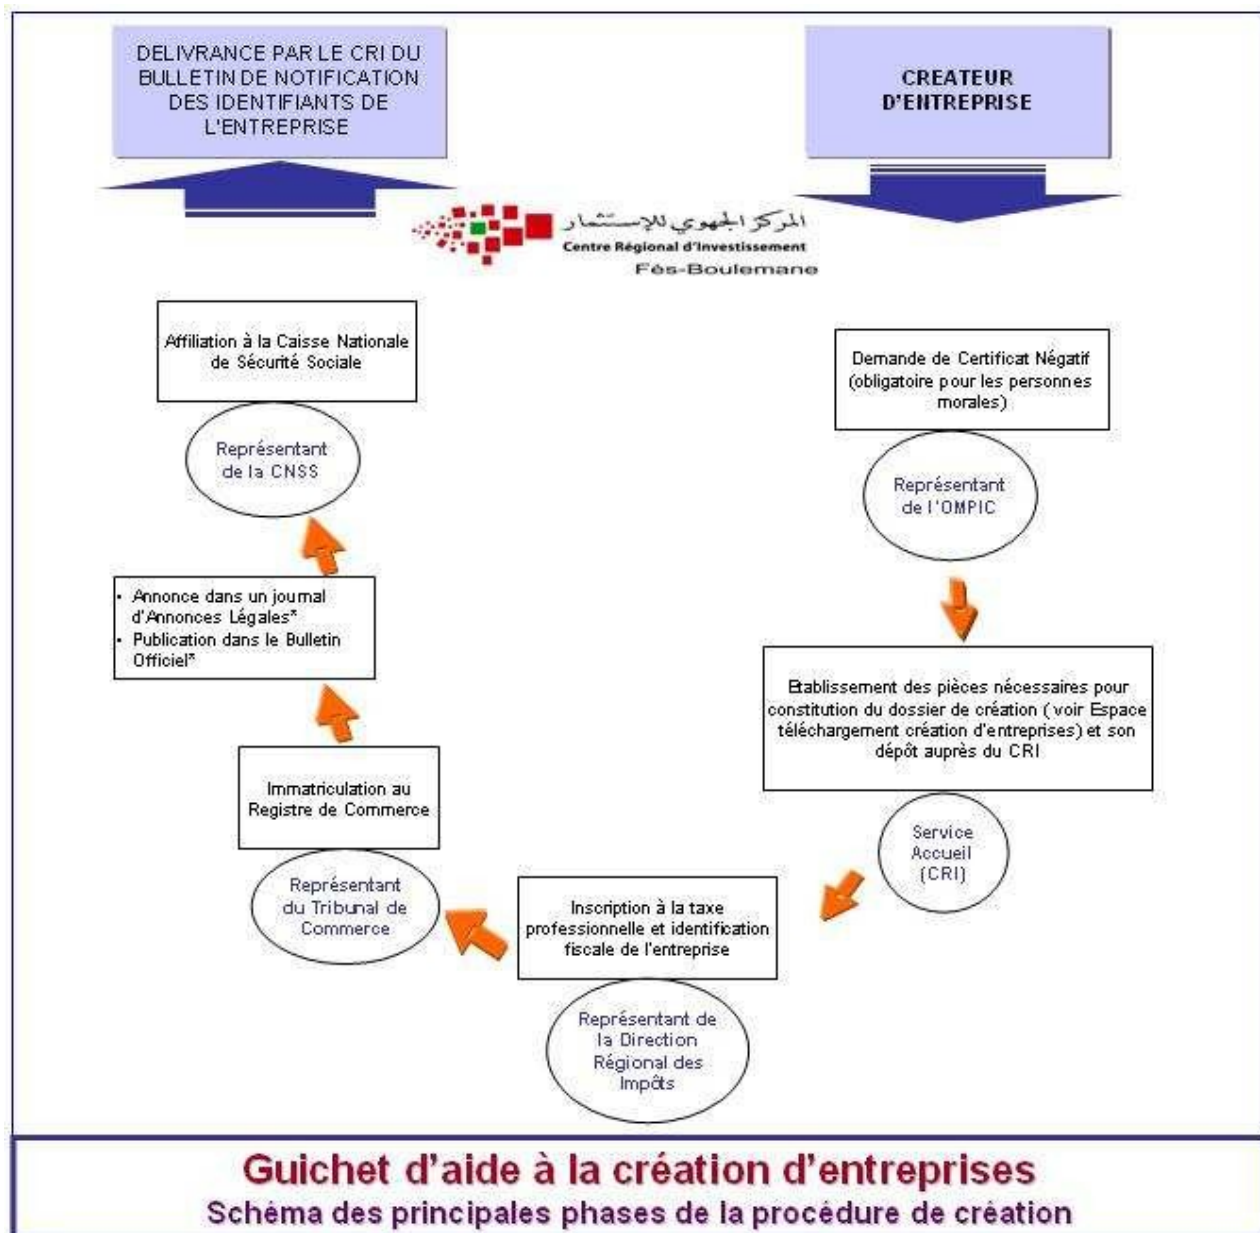 DELIVRANCE PAR LE CRI DU
BULLETIN DE NOTIFICATION
DES IDENTIFIANTS DE
L'ENTREPRISE
CREATEUR
D'ENTREPRISE
المركز الجهوي للإستثمار
Centre Régional d'Investissement
Fès-Boulemane
Demande de Certificat Négatif
(obligatoire pour les personnes
morales)
Représentant
de l'OMPIC
Etablissement des pièces nécessaires pour
constitution du dossier de création ( voir Espace
téléchargement création d'entreprises) et son
dépôt auprès du CRI
Service
Accueil
(CRI)
Inscription à la taxe
professionnelle et identification
fiscale de l'entreprise
Représentant de
la Direction
Régional des
Impôts
Immatriculation au
Registre de Commerce
Représentant
du Tribunal de
Commerce
• Annonce dans un journal
d'Annonces Légales*
• Publication dans le Bulletin
Officiel*
Affiliation à la Caisse Nationale
de Sécurité Sociale
Représentant
de la CNSS
Guichet d'aide à la création d'entreprises
Schéma des principales phases de la procédure de création